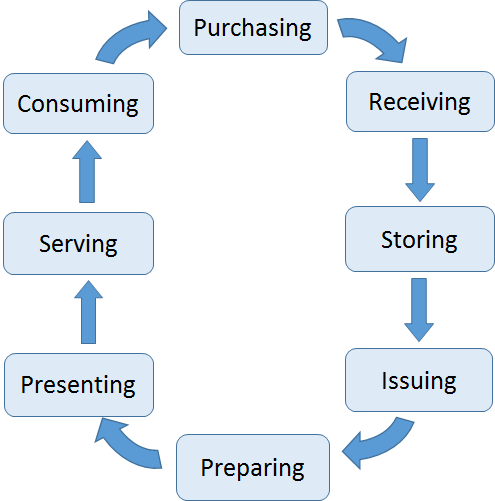 Purchasing
Receiving
Storing
Issuing
Preparing
Presenting
Serving
Consuming